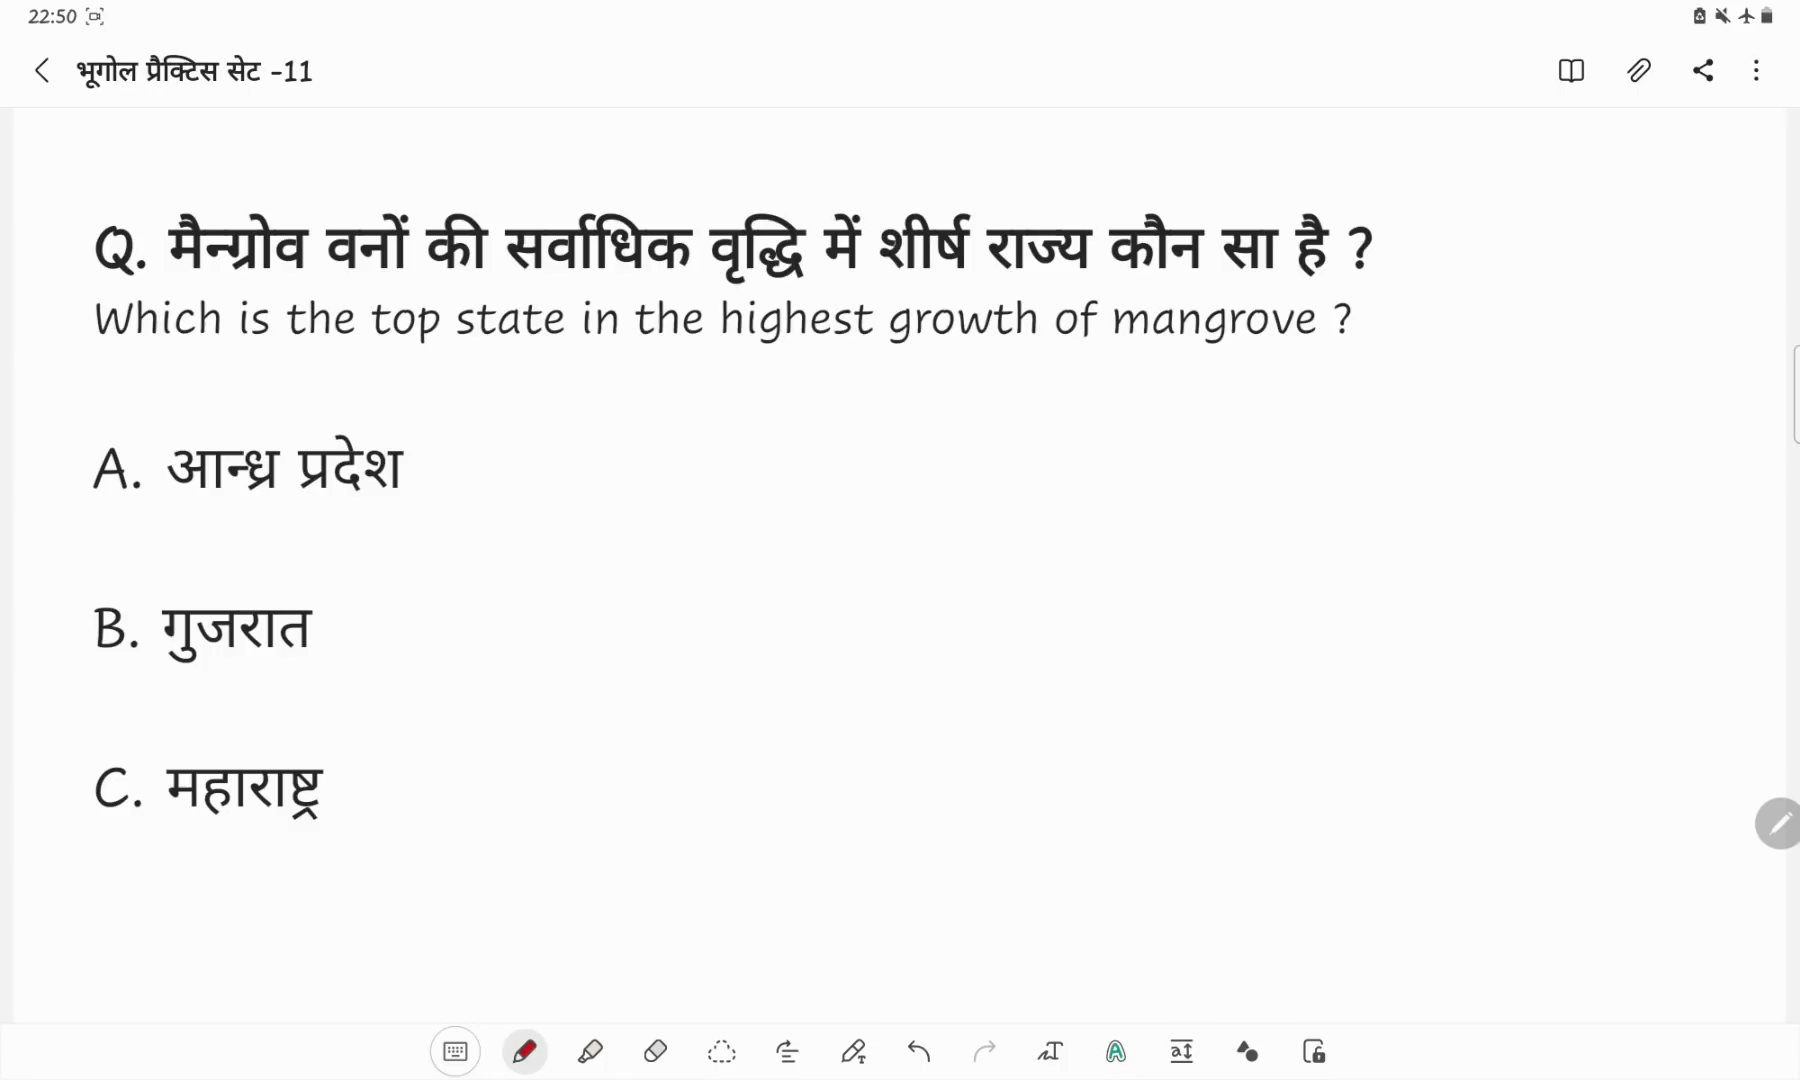 22:50
भूगोल प्रैक्टिस सेट -11
Q. मैन्ग्रोव वनों की सर्वाधिक वृद्धि में शीर्ष राज्य कौन सा है ?
Which is the top state in the highest growth of mangrove ?
A. आन्ध्र प्रदेश
B. गुजरात
C. महाराष्ट्र